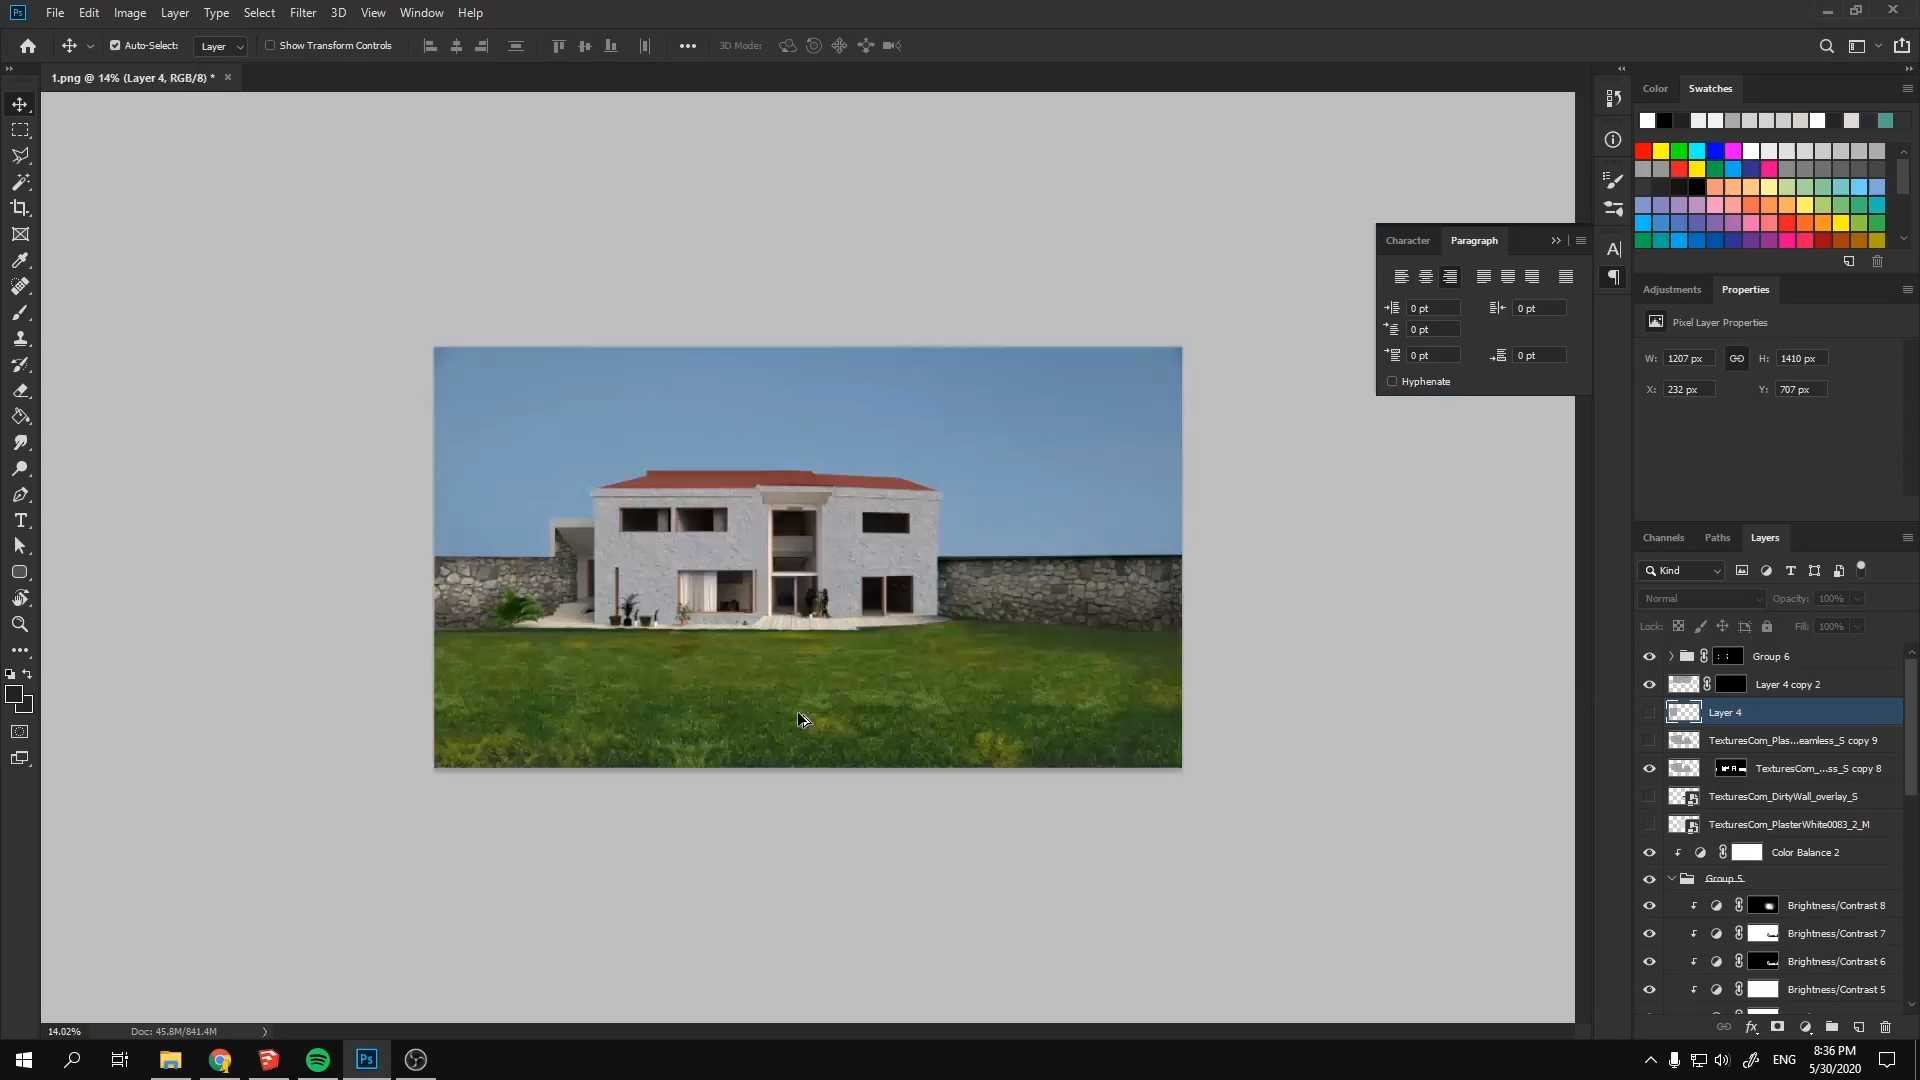 Ps File Edit Image Layer Type Select Filter 3D View Window Help
Auto-Select: Layer Show Transform Controls 3D Mode:
1.png @ 14% (Layer 4, RGB/8) *
Color Swatches
Character Paragraph
0 pt 0 pt
0 pt
0 pt 0 pt
Hyphenate
Adjustments Properties
Pixel Layer Properties
W: 1207 px H: 1410 px
X: 232 px Y: 707 px
Channels Paths Layers
Kind
Normal Opacity: 100%
Lock: Fill: 100%
Group 6
Layer 4 copy 2
Layer 4
TexturesCom_Plas...eamless_S copy 9
TexturesCom_...ss_S copy 8
TexturesCom_DirtyWall_overlay_S
TexturesCom_PlasterWhite0083_2_M
Color Balance 2
Group 5
Brightness/Contrast 8
Brightness/Contrast 7
Brightness/Contrast 6
Brightness/Contrast 5
14.02% Doc: 45.8M/841.4M
Ps
ENG
8:36 PM
5/30/2020